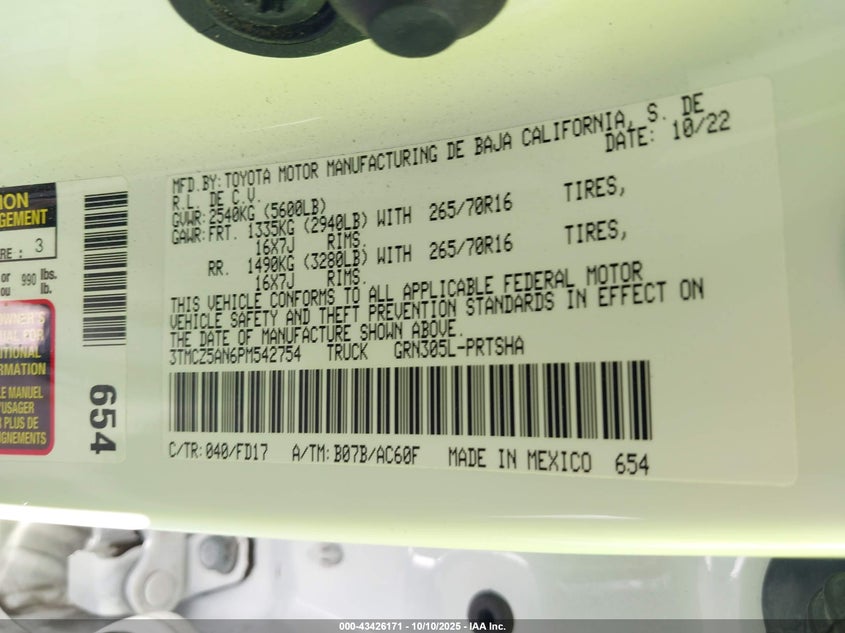 ION
GEMENT
RE : 3
or 990 lbs.
ou lb.
OWNER'S
UAL FOR
ITIONAL
RMATION
LE MANUEL
'USAGER
R PLUS DE
IGNEMENTS
654
MFD.BY:TOYOTA MOTOR MANUFACTURING DE BAJA CALIFORNIA, S. DE
R.L. DE C.V. DATE: 10/22
GVWR:2540KG (5600LB)
GAWR:FRT. 1335KG (2940LB) WITH 265/70R16 TIRES,
16X7J RIMS.
RR. 1490KG (3280LB) WITH 265/70R16 TIRES,
16X7J RIMS.
THIS VEHICLE CONFORMS TO ALL APPLICABLE FEDERAL MOTOR
VEHICLE SAFETY AND THEFT PREVENTION STANDARDS IN EFFECT ON
THE DATE OF MANUFACTURE SHOWN ABOVE.
3TMCZ5AN6PM542754 TRUCK GRN305L-PRTSHA
C/TR:040/FD17 A/TM:B07B/AC60F MADE IN MEXICO 654
000-43426171 - 10/10/2025 - IAA Inc.